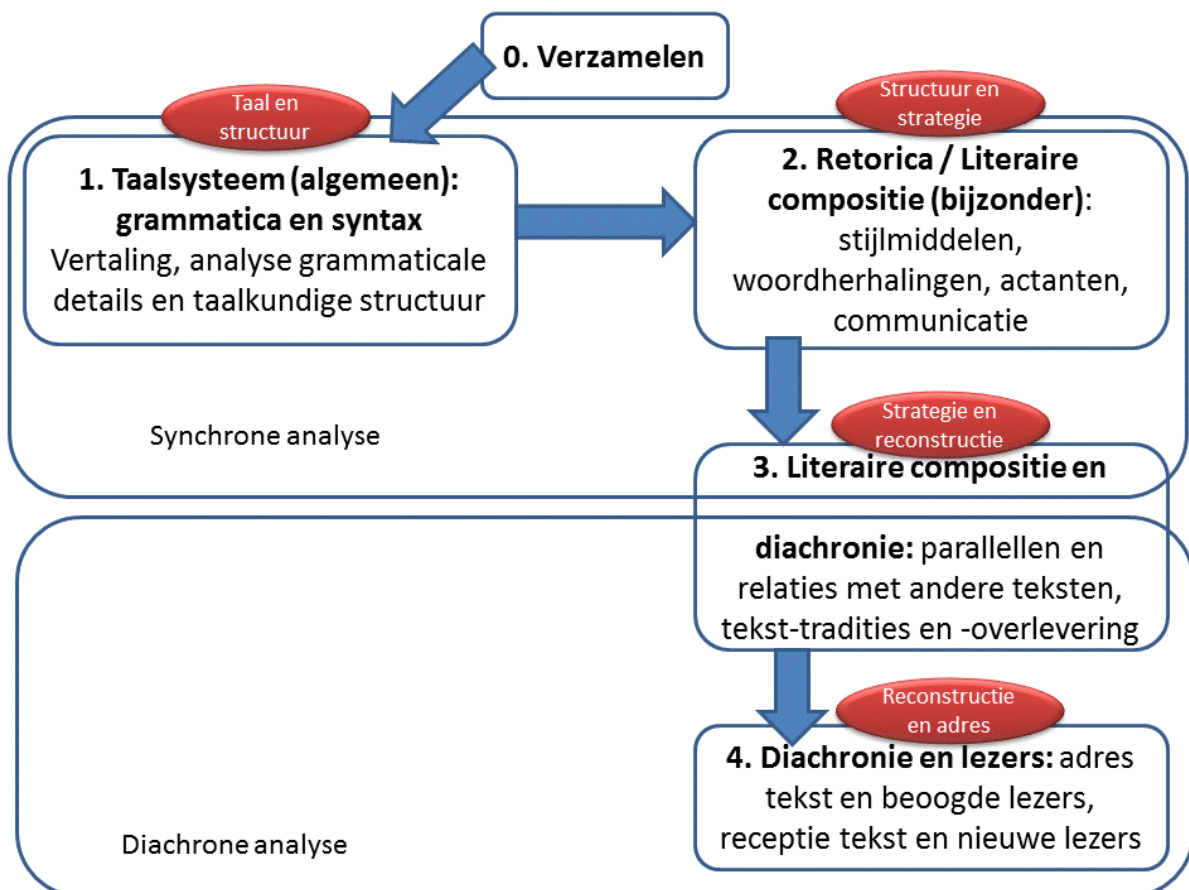 0. Verzamelen
Taal en
structuur
1. Taalsysteem (algemeen):
grammatica en syntax
Vertaling, analyse grammaticale
details en taalkundige structuur
Structuur en
strategie
2. Retorica / Literaire
compositie (bijzonder):
stijlmiddelen,
woordherhalingen, actanten,
communicatie
Synchrone analyse
Strategie en
reconstructie
3. Literaire compositie en
diachronie: parallellen en
relaties met andere teksten,
tekst-tradities en -overlevering
Reconstructie
en adres
4. Diachronie en lezers: adres
tekst en beoogde lezers,
receptie tekst en nieuwe lezers
Diachrone analyse